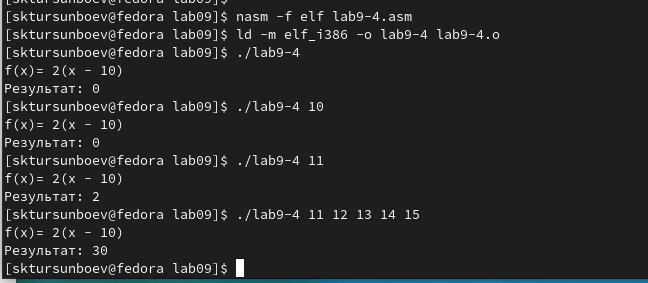 [sktursunboev@fedora lab09]$
[sktursunboev@fedora lab09]$ nasm -f elf lab9-4.asm
[sktursunboev@fedora lab09]$ ld -m elf_i386 -o lab9-4 lab9-4.o
[sktursunboev@fedora lab09]$ ./lab9-4
f(x)= 2(x - 10)
Результат: 0
[sktursunboev@fedora lab09]$ ./lab9-4 10
f(x)= 2(x - 10)
Результат: 0
[sktursunboev@fedora lab09]$ ./lab9-4 11
f(x)= 2(x - 10)
Результат: 2
[sktursunboev@fedora lab09]$ ./lab9-4 11 12 13 14 15
f(x)= 2(x - 10)
Результат: 30
[sktursunboev@fedora lab09]$